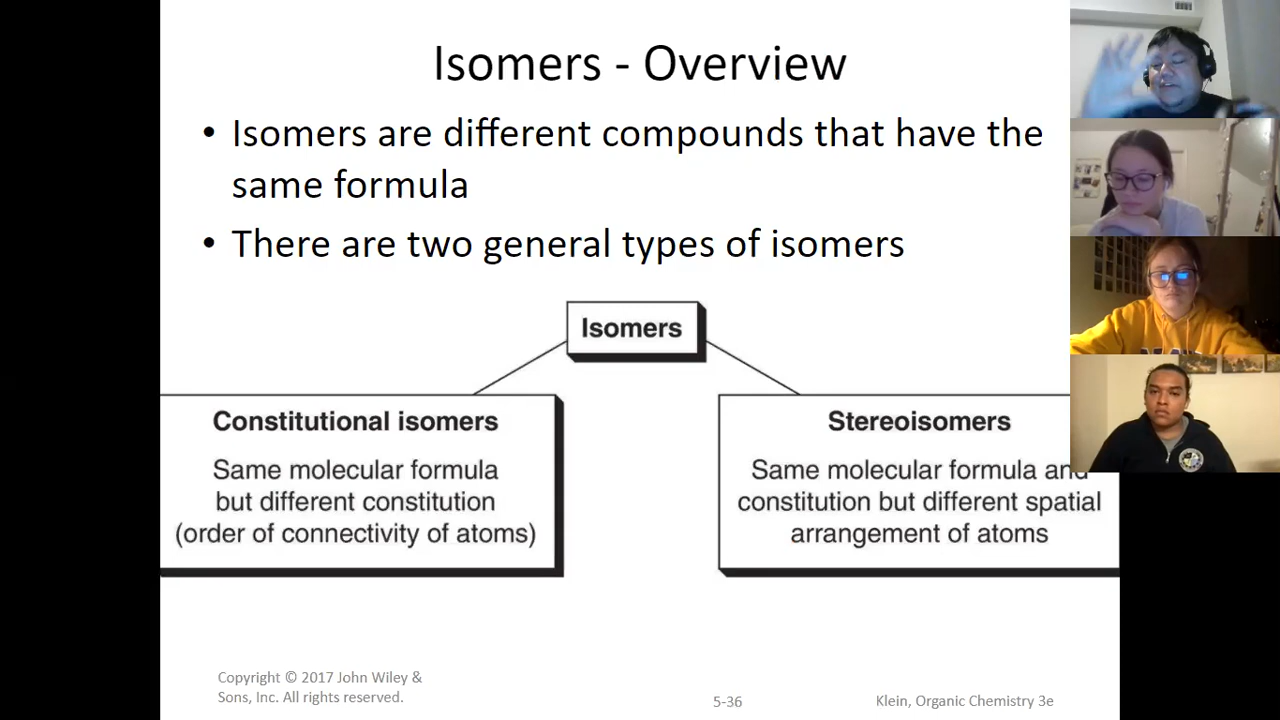 Isomers - Overview
• Isomers are different compounds that have the
same formula
• There are two general types of isomers
Isomers
Constitutional isomers
Same molecular formula
but different constitution
(order of connectivity of atoms)
Stereoisomers
Same molecular formula and
constitution but different spatial
arrangement of atoms
Copyright © 2017 John Wiley &
Sons, Inc. All rights reserved.
5-36
Klein, Organic Chemistry 3e